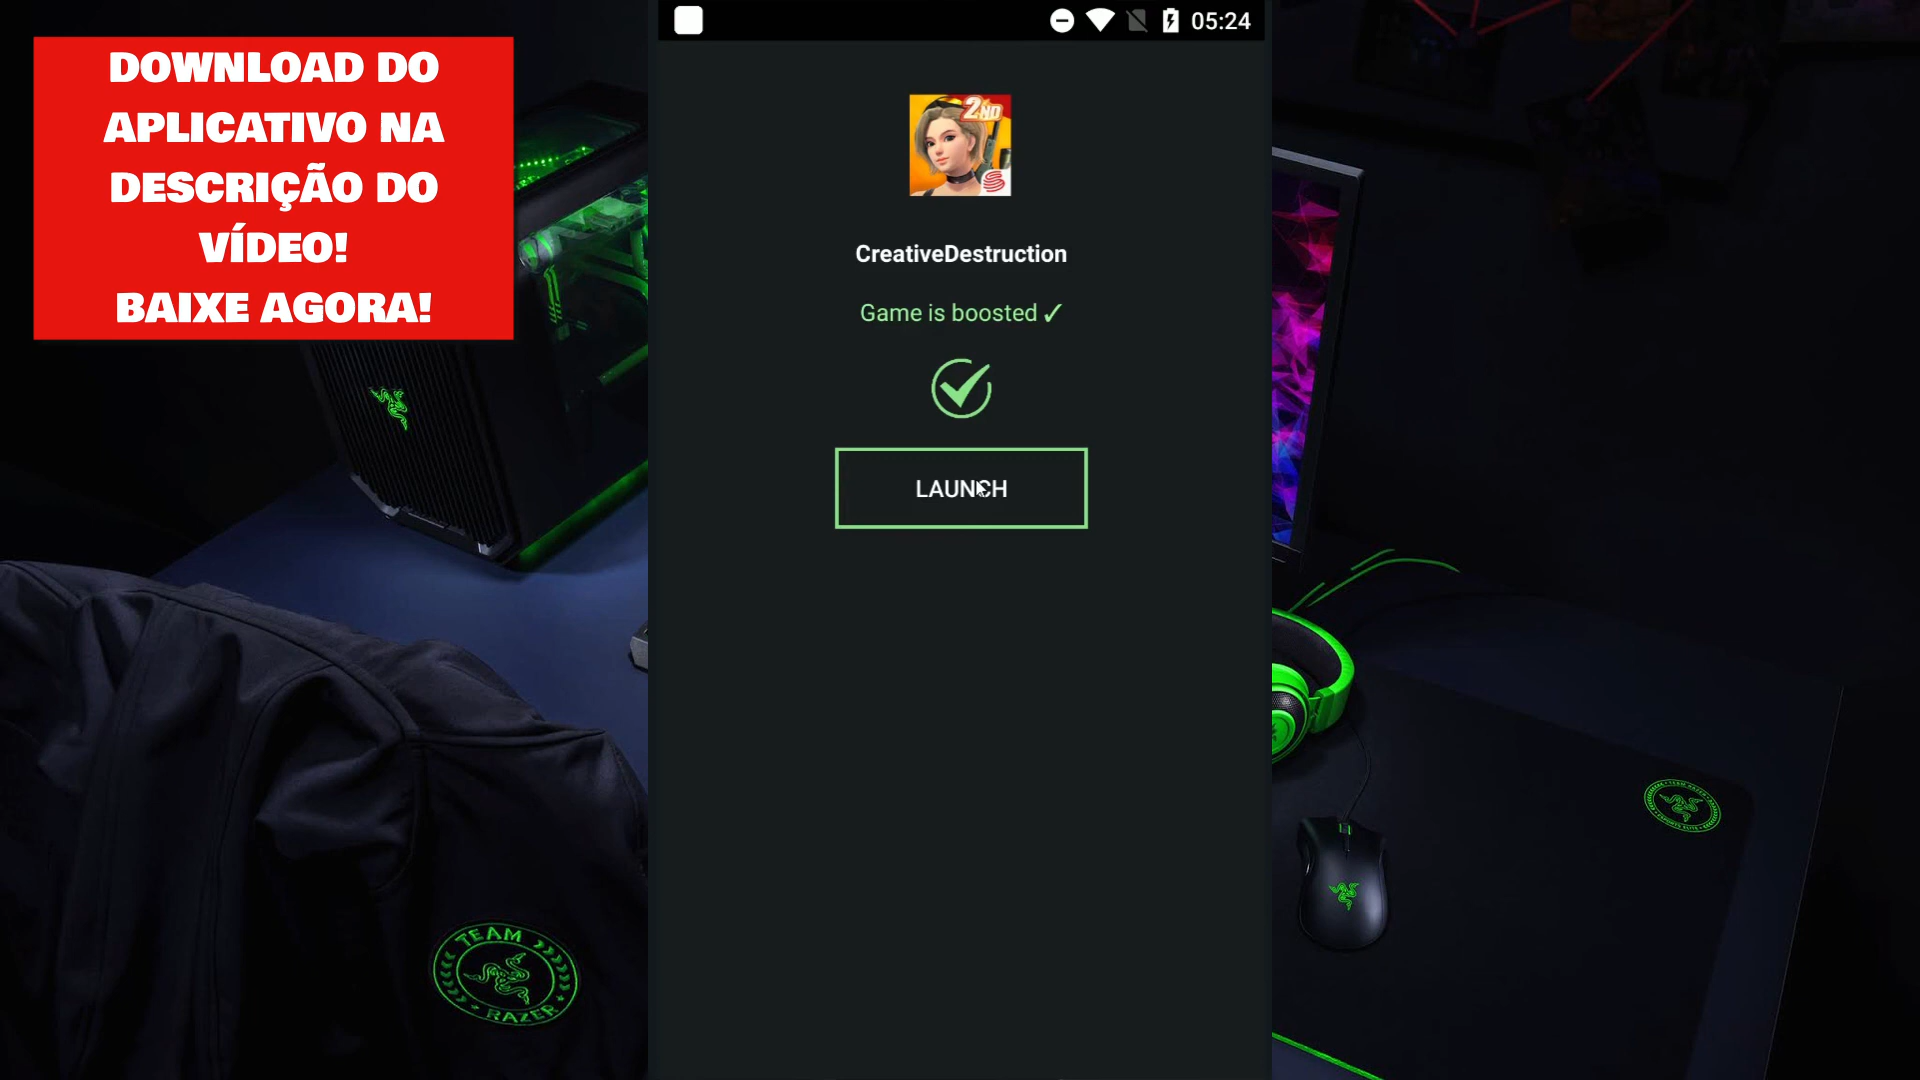 DOWNLOAD DO
APLICATIVO NA
DESCRIÇÃO DO
VÍDEO!
BAIXE AGORA!
05:24
2ND
CreativeDestruction
Game is boosted ✓
LAUNCH
TEAM
RAZER